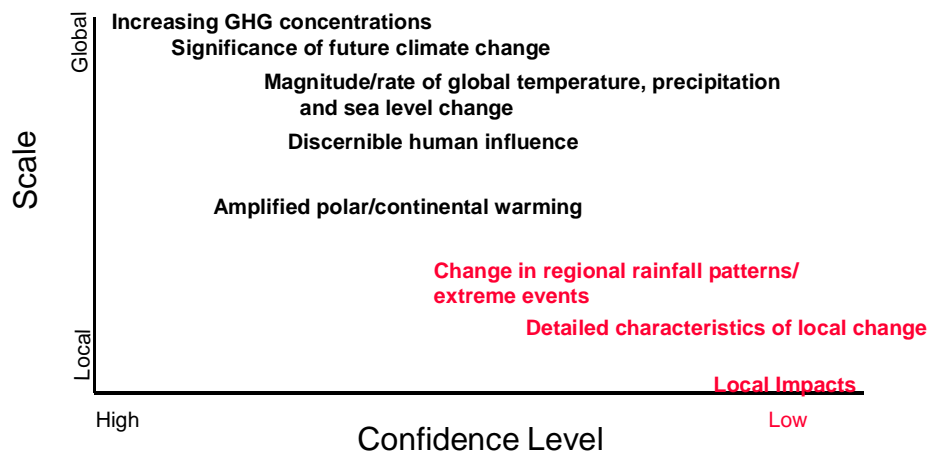 Global
Increasing GHG concentrations
Significance of future climate change
Magnitude/rate of global temperature, precipitation
and sea level change
Discernible human influence
Scale
Amplified polar/continental warming
Change in regional rainfall patterns/
extreme events
Detailed characteristics of local change
Local
Local Impacts
High
Low
Confidence Level